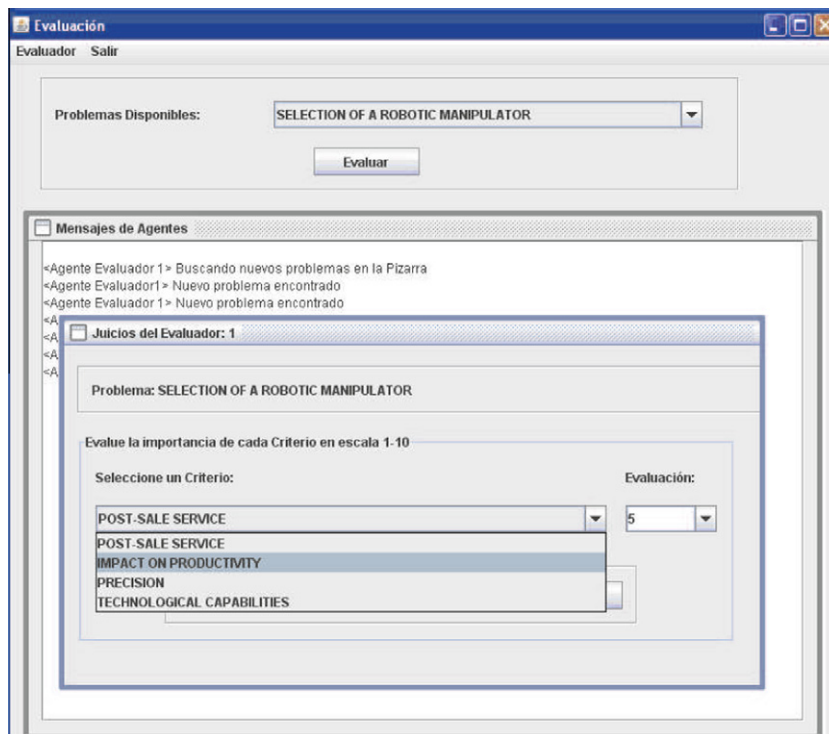 Evaluación
Evaluador Salir
Problemas Disponibles: SELECTION OF A ROBOTIC MANIPULATOR
Evaluar
Mensajes de Agentes
<Agente Evaluador 1> Buscando nuevos problemas en la Pizarra
<Agente Evaluador1> Nuevo problema encontrado
<Agente Evaluador 1> Nuevo problema encontrado
<A
<A
<A
<A
Juicios del Evaluador: 1
Problema: SELECTION OF A ROBOTIC MANIPULATOR
Evalue la importancia de cada Criterio en escala 1-10
Seleccione un Criterio: Evaluación:
POST-SALE SERVICE 5
POST-SALE SERVICE
IMPACT ON PRODUCTIVITY
PRECISION
TECHNOLOGICAL CAPABILITIES